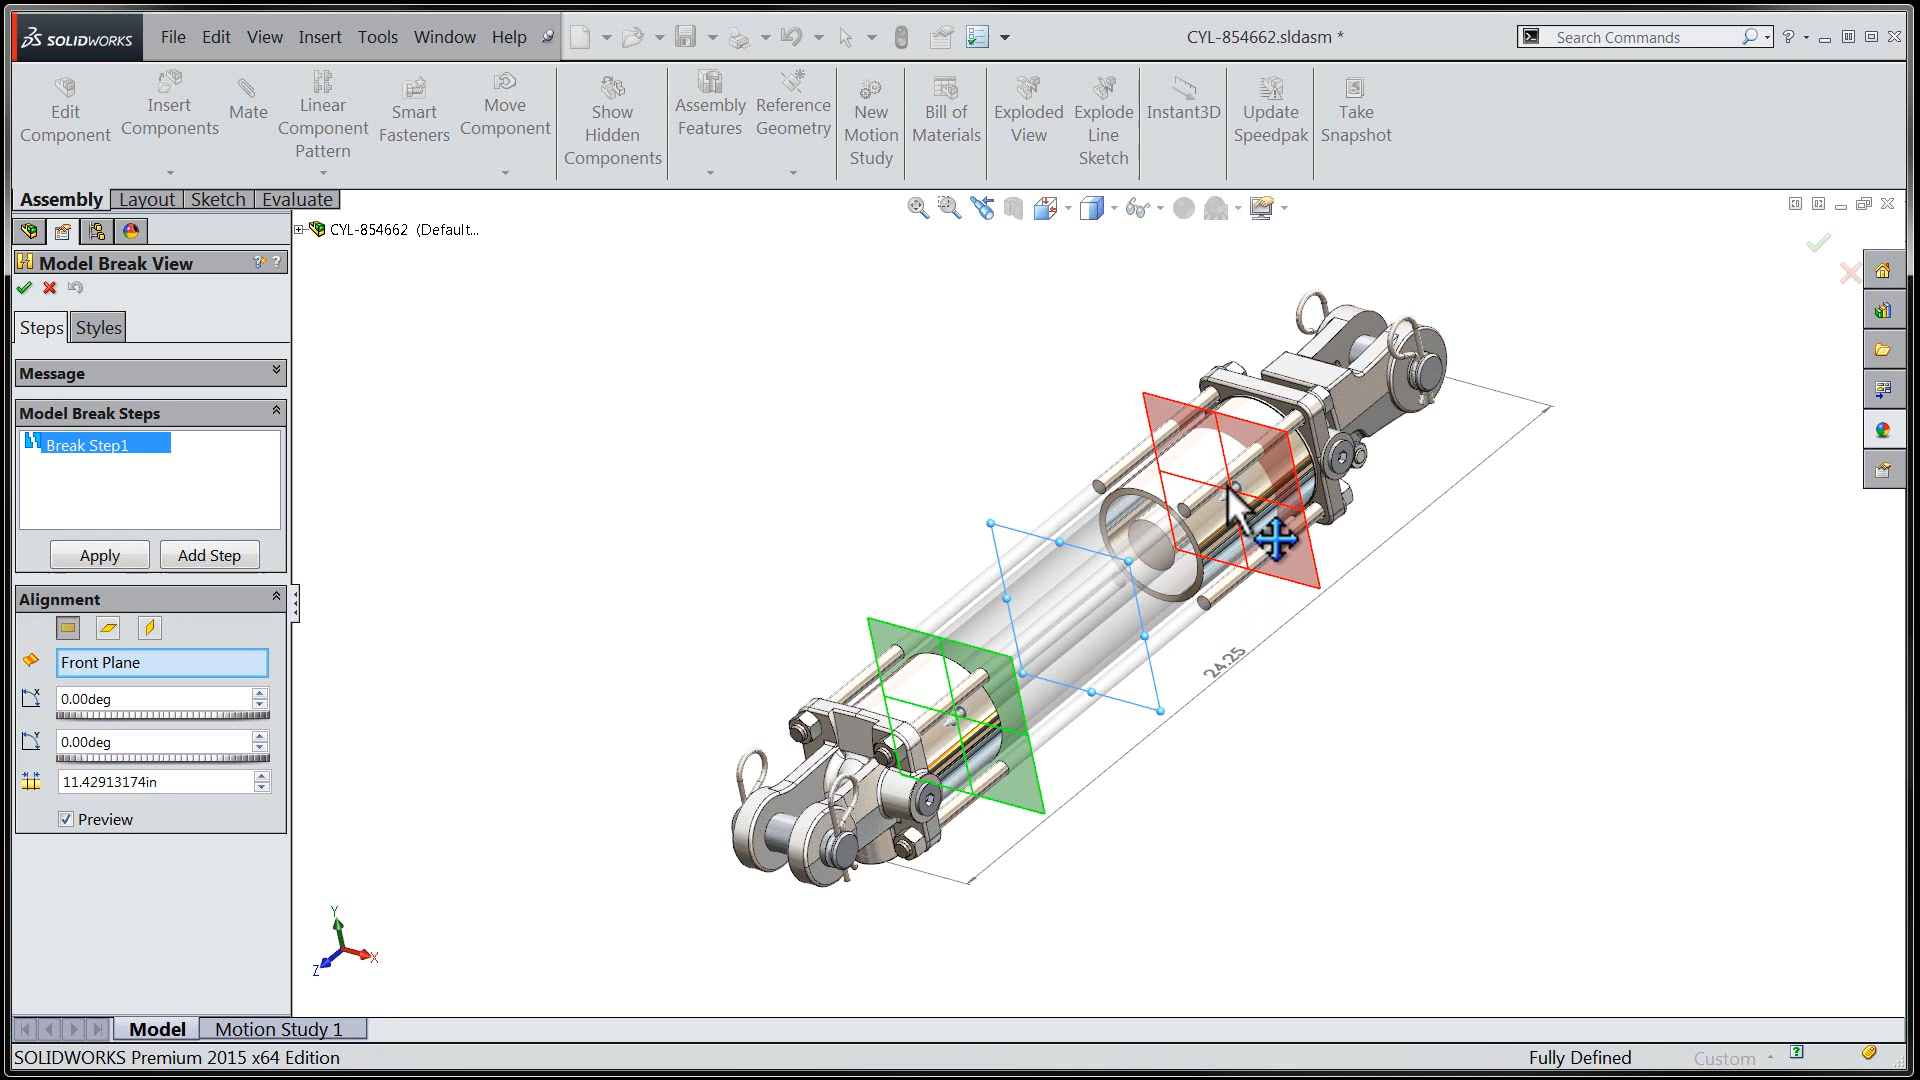 SOLIDWORKS File Edit View Insert Tools Window Help CYL-854662.sldasm * Search Commands ?
Edit Component
Insert Components
Mate
Linear Component Pattern
Smart Fasteners
Move Component
Show Hidden Components
Assembly Features
Reference Geometry
New Motion Study
Bill of Materials
Exploded View
Explode Line Sketch
Instant3D
Update Speedpak
Take Snapshot
Assembly Layout Sketch Evaluate
CYL-854662 (Default...
Model Break View ? ?
Steps Styles
Message
Model Break Steps
Break Step1
Apply Add Step
Alignment
Front Plane
X 0.00deg
Y 0.00deg
11.42913174in
Preview
24.25
Y
X
Z
Model Motion Study 1
SOLIDWORKS Premium 2015 x64 Edition Fully Defined Custom ?